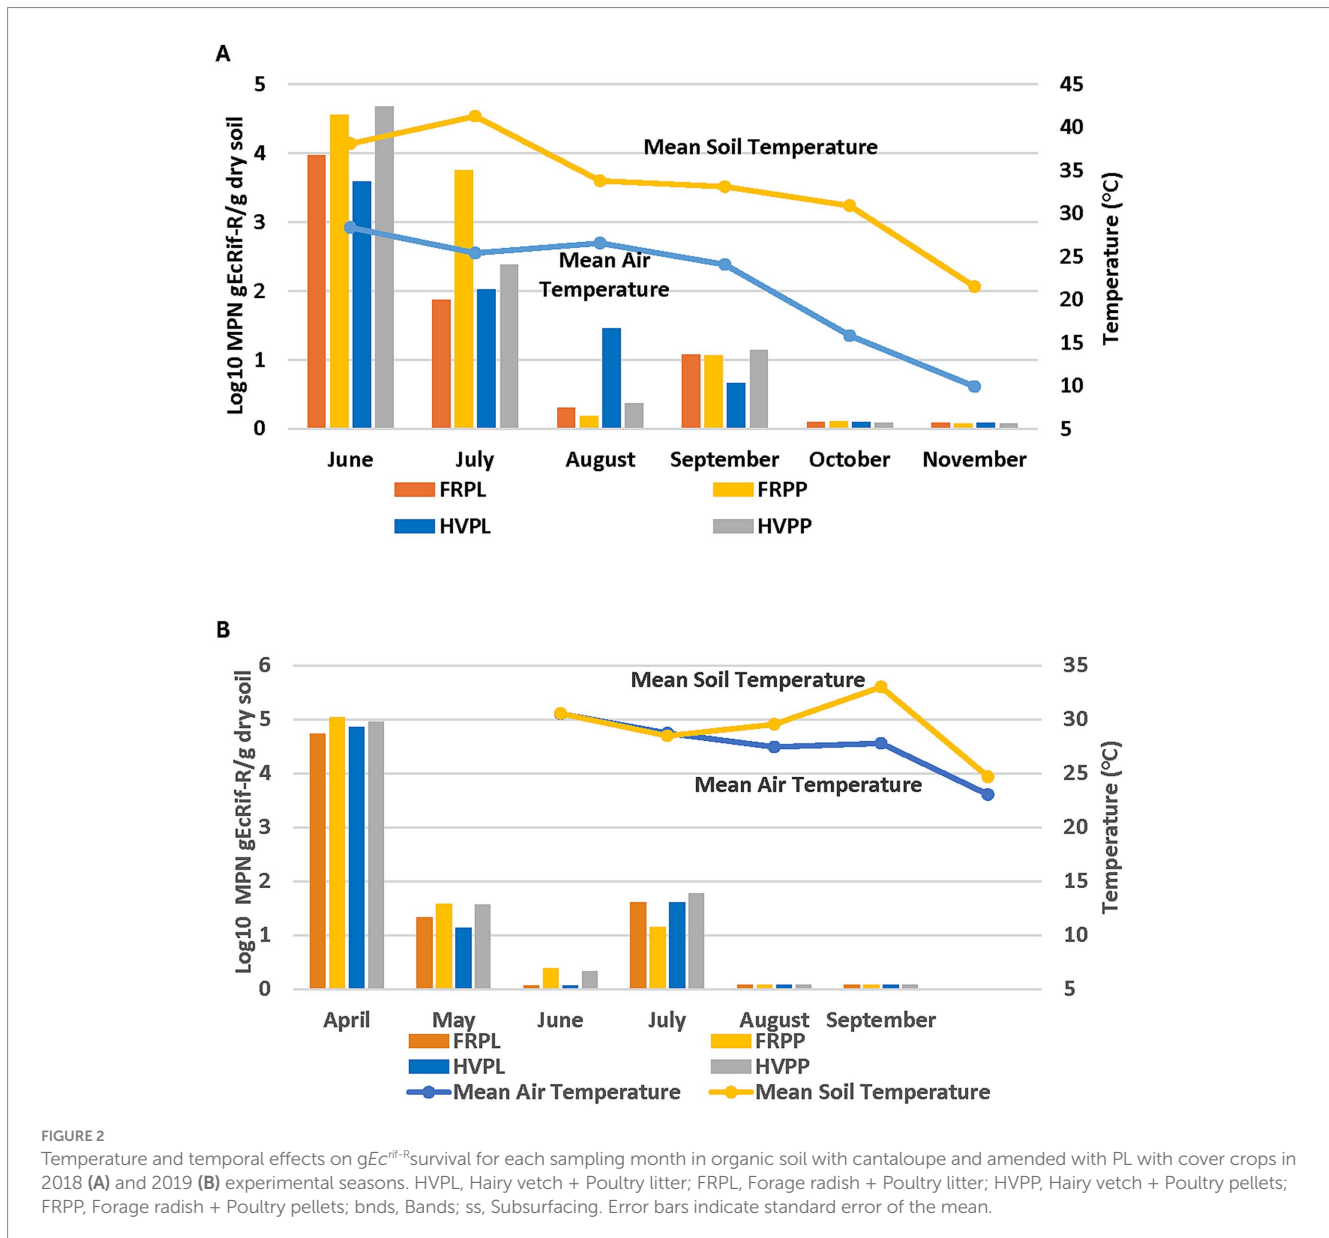 A
5
4
3
2
1
0
Log10 MPN gEcRif-R/g dry soil
45
40
35
30
25
20
15
10
5
Temperature (°C)
Mean Soil Temperature
Mean Air
Temperature
June July August September October November
FRPL FRPP
HVPL HVPP
B
6
5
4
3
2
1
0
Log10 MPN gEcRif-R/g dry soil
35
30
25
20
15
10
5
Temperature (°C)
Mean Soil Temperature
Mean Air Temperature
April May June July August September
FRPL FRPP
HVPL HVPP
Mean Air Temperature Mean Soil Temperature
FIGURE 2
Temperature and temporal effects on gEcrif-Rsurvival for each sampling month in organic soil with cantaloupe and amended with PL with cover crops in
2018 (A) and 2019 (B) experimental seasons. HVPL, Hairy vetch + Poultry litter; FRPL, Forage radish + Poultry litter; HVPP, Hairy vetch + Poultry pellets;
FRPP, Forage radish + Poultry pellets; bnds, Bands; ss, Subsurfacing. Error bars indicate standard error of the mean.